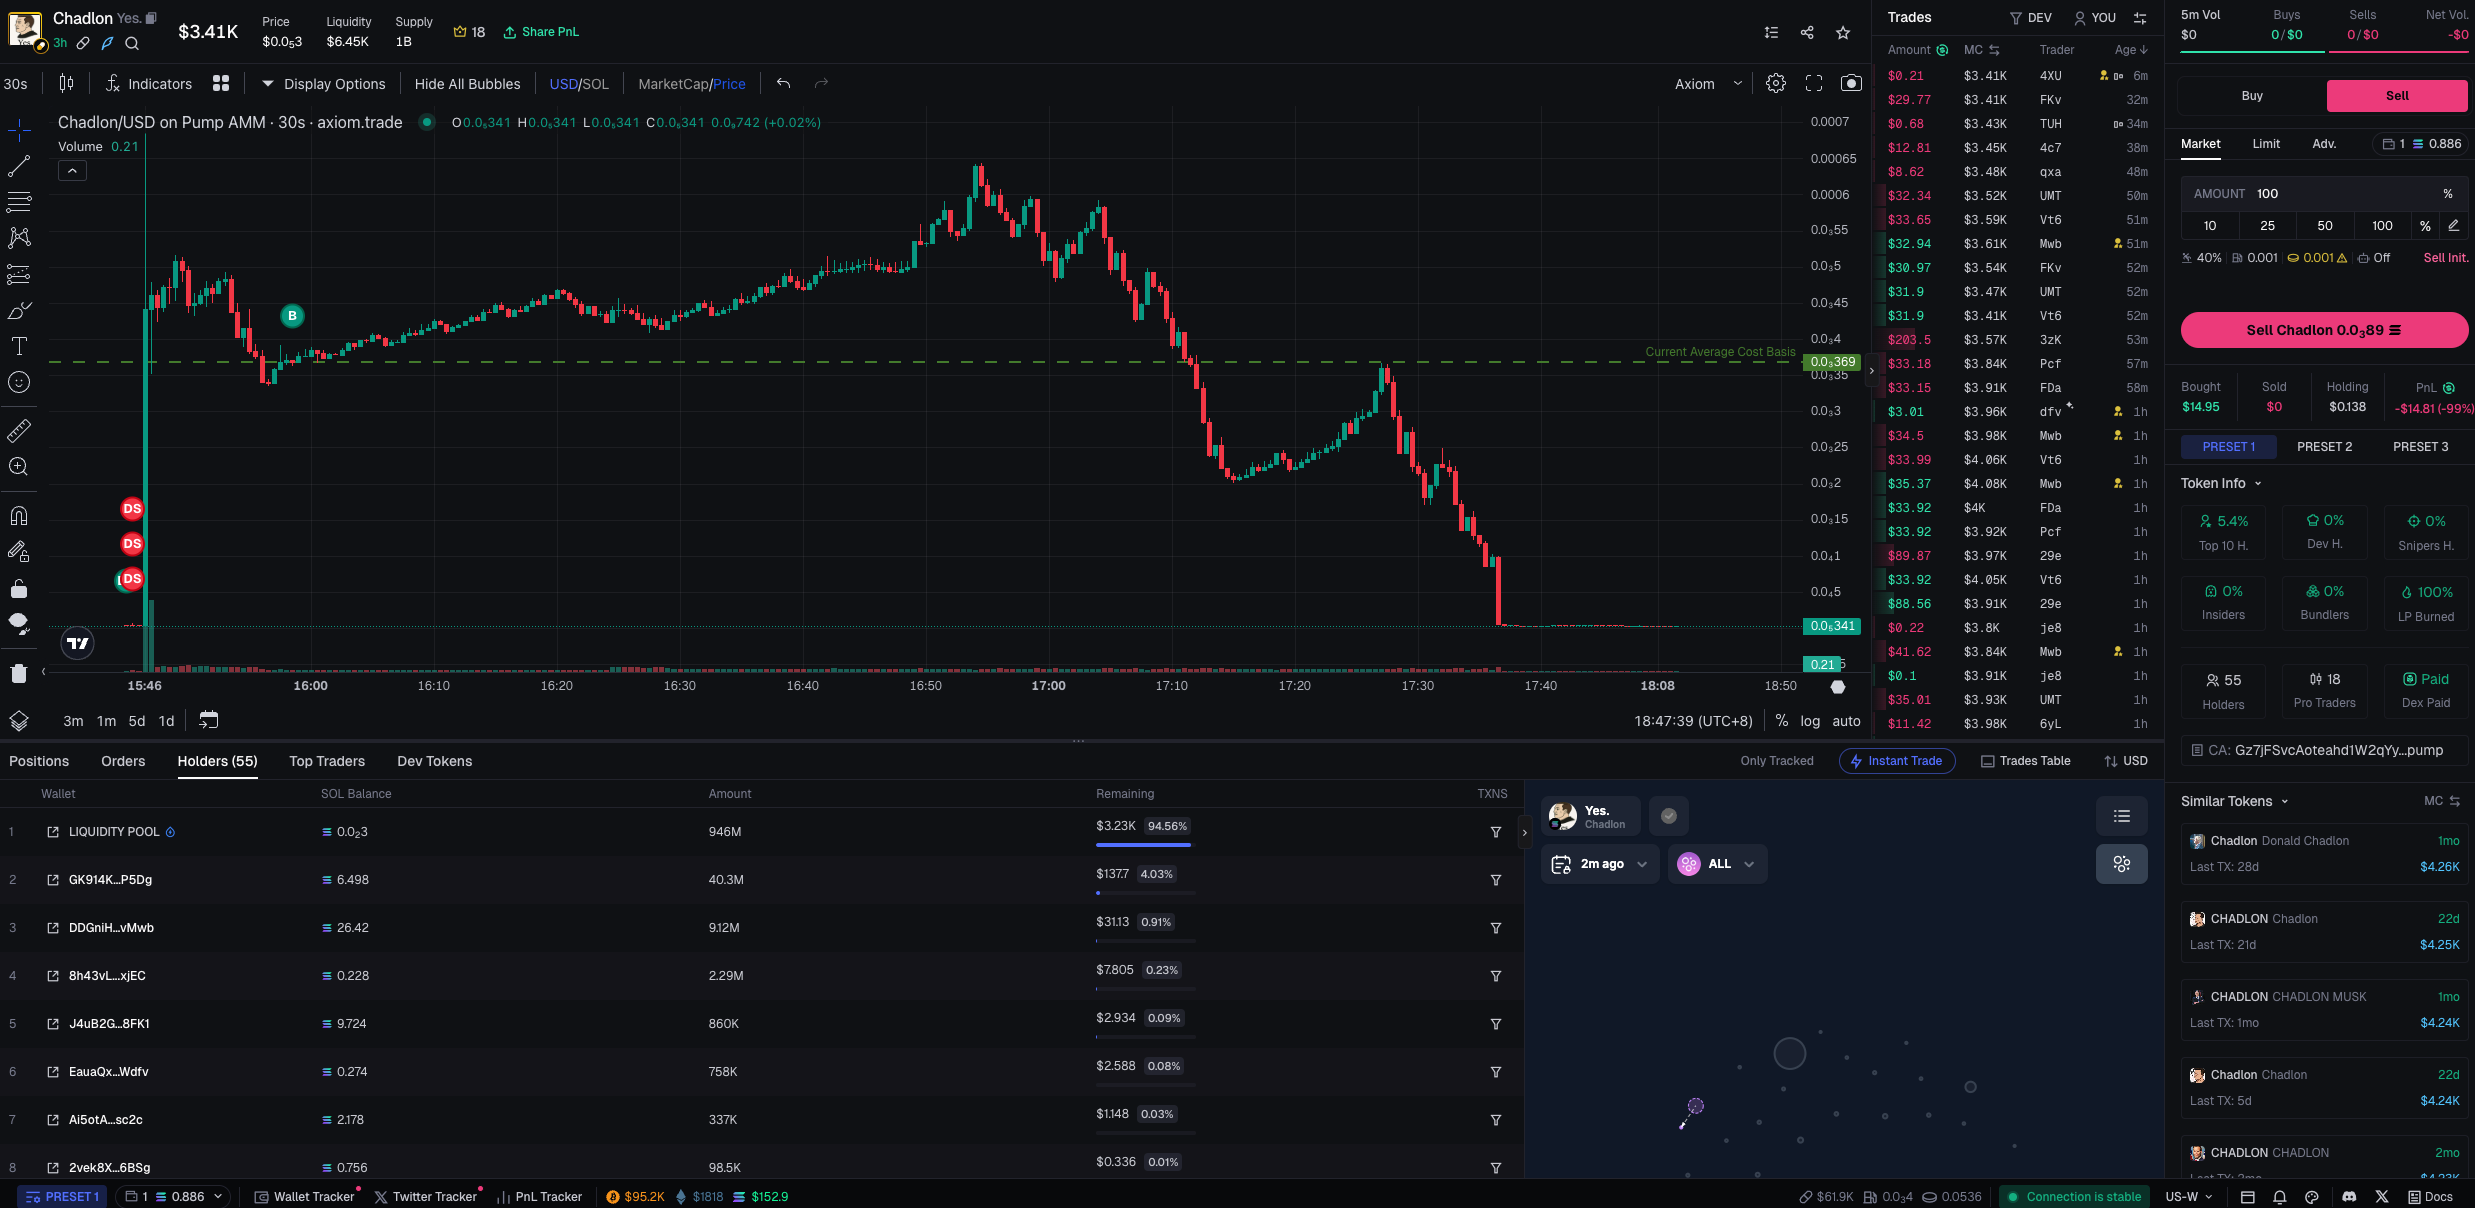 Chadlon Yes.
3h
$3.41K
Price
$0.0₅3
Liquidity
$6.45K
Supply
1B
18
Share PnL
30s
Indicators
Display Options
Hide All Bubbles
USD/SOL
MarketCap/Price
Axiom
Chadlon/USD on Pump AMM · 30s · axiom.trade
O0.0₅341 H0.0₅341 L0.0₅341 C0.0₅341 0.0₉742 (+0.02%)
Volume 0.21
B
DS
DS
DS
Current Average Cost Basis
0.0007
0.00065
0.0006
0.0₃55
0.0₃5
0.0₃45
0.0₃4
0.0₃369
0.0₃35
0.0₃3
0.0₃25
0.0₃2
0.0₃15
0.0₄1
0.0₄5
0.0₅341
0.21
15:46
16:00
16:10
16:20
16:30
16:40
16:50
17:00
17:10
17:20
17:30
17:40
18:08
18:50
3m 1m 5d 1d
18:47:39 (UTC+8)
% log auto
Trades
DEV
YOU
Amount MC Trader Age
$0.21 $3.41K 4XU 6m
$29.77 $3.41K FKv 32m
$0.68 $3.43K TUH 34m
$12.81 $3.45K 4c7 38m
$8.62 $3.48K qxa 48m
$32.34 $3.52K UMT 50m
$33.65 $3.59K Vt6 51m
$32.94 $3.61K Mwb 51m
$30.97 $3.54K FKv 52m
$31.9 $3.47K UMT 52m
$31.9 $3.41K Vt6 52m
$203.5 $3.57K 3zK 53m
$33.18 $3.84K Pcf 57m
$33.15 $3.91K FDa 58m
$3.01 $3.96K dfv 1h
$34.5 $3.98K Mwb 1h
$33.99 $4.06K Vt6 1h
$35.37 $4.08K Mwb 1h
$33.92 $4K FDa 1h
$33.92 $3.92K Pcf 1h
$89.87 $3.97K 29e 1h
$33.92 $4.05K Vt6 1h
$88.56 $3.91K 29e 1h
$0.22 $3.8K je8 1h
$41.62 $3.84K Mwb 1h
$0.1 $3.91K je8 1h
$35.01 $3.93K UMT 1h
$11.42 $3.98K 6yL 1h
5m Vol Buys Sells Net Vol.
$0 0/$0 0/$0 -$0
Buy
Sell
Market Limit Adv. 1 0.886
AMOUNT 100 %
10 25 50 100 %
40% 0.001 0.001 Off Sell Init.
Sell Chadlon 0.0₃89
Bought Sold Holding PnL
$14.95 $0 $0.138 -$14.81 (-99%)
PRESET 1 PRESET 2 PRESET 3
Token Info
5.4% 0% 0%
Top 10 H. Dev H. Snipers H.
0% 0% 100%
Insiders Bundlers LP Burned
55 18 Paid
Holders Pro Traders Dex Paid
CA: Gz7jFSvcAoteahd1W2qYy...pump
Similar Tokens MC
Chadlon Donald Chadlon 1mo
Last TX: 28d $4.26K
CHADLON Chadlon 22d
Last TX: 21d $4.25K
CHADLON CHADLON MUSK 1mo
Last TX: 1mo $4.24K
Chadlon Chadlon 22d
Last TX: 5d $4.24K
CHADLON CHADLON 2mo
Positions Orders Holders (55) Top Traders Dev Tokens
Only Tracked Instant Trade Trades Table USD
Wallet SOL Balance Amount Remaining TXNS
1 LIQUIDITY POOL 0.0₂3 946M $3.23K 94.56%
2 GK914K...P5Dg 6.498 40.3M $137.7 4.03%
3 DDGniH...vMwb 26.42 9.12M $31.13 0.91%
4 8h43vL...xjEC 0.228 2.29M $7.805 0.23%
5 J4uB2G...8FK1 9.724 860K $2.934 0.09%
6 EauaQx...Wdfv 0.274 758K $2.588 0.08%
7 Ai5otA...sc2c 2.178 337K $1.148 0.03%
8 2vek8X...6BSg 0.756 98.5K $0.336 0.01%
Yes.
Chadlon
2m ago
ALL
PRESET 1 1 0.886 Wallet Tracker Twitter Tracker PnL Tracker $95.2K $1818 $152.9
$61.9K 0.0₃4 0.0536 Connection is stable US-W Docs